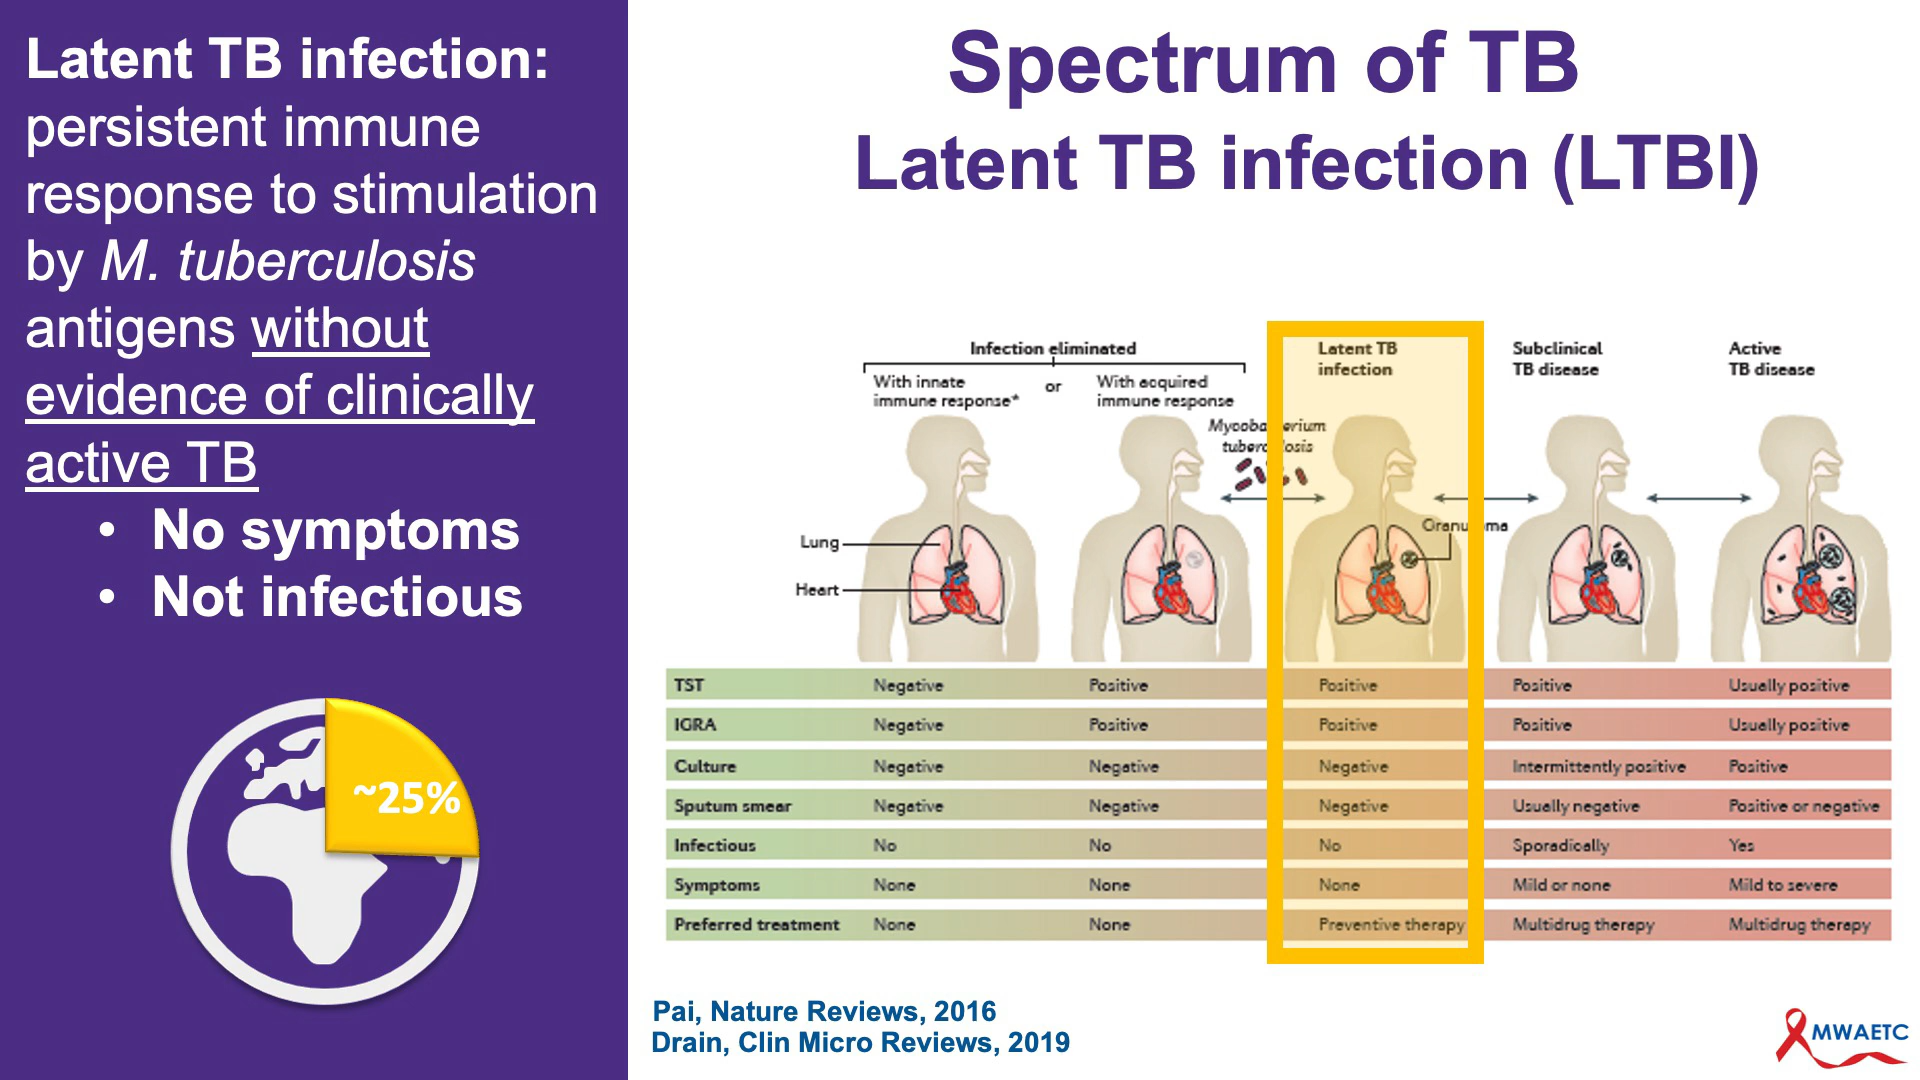 Latent TB infection:
persistent immune
response to stimulation
by M. tuberculosis
antigens without
evidence of clinically
active TB
• No symptoms
• Not infectious
~25%
Spectrum of TB
Latent TB infection (LTBI)
Infection eliminated
With innate
immune response*
or
With acquired
immune response
Latent TB
infection
Subclinical
TB disease
Active
TB disease
Lung
Heart
TST Negative Positive Positive Positive Usually positive
IGRA Negative Positive Positive Positive Usually positive
Culture Negative Negative Negative Intermittently positive Positive
Sputum smear Negative Negative Negative Usually negative Positive or negative
Infectious No No No Sporadically Yes
Symptoms None None None Mild or none Mild to severe
Preferred treatment None None Preventive therapy Multidrug therapy Multidrug therapy
Pai, Nature Reviews, 2016
Drain, Clin Micro Reviews, 2019
MWAETC